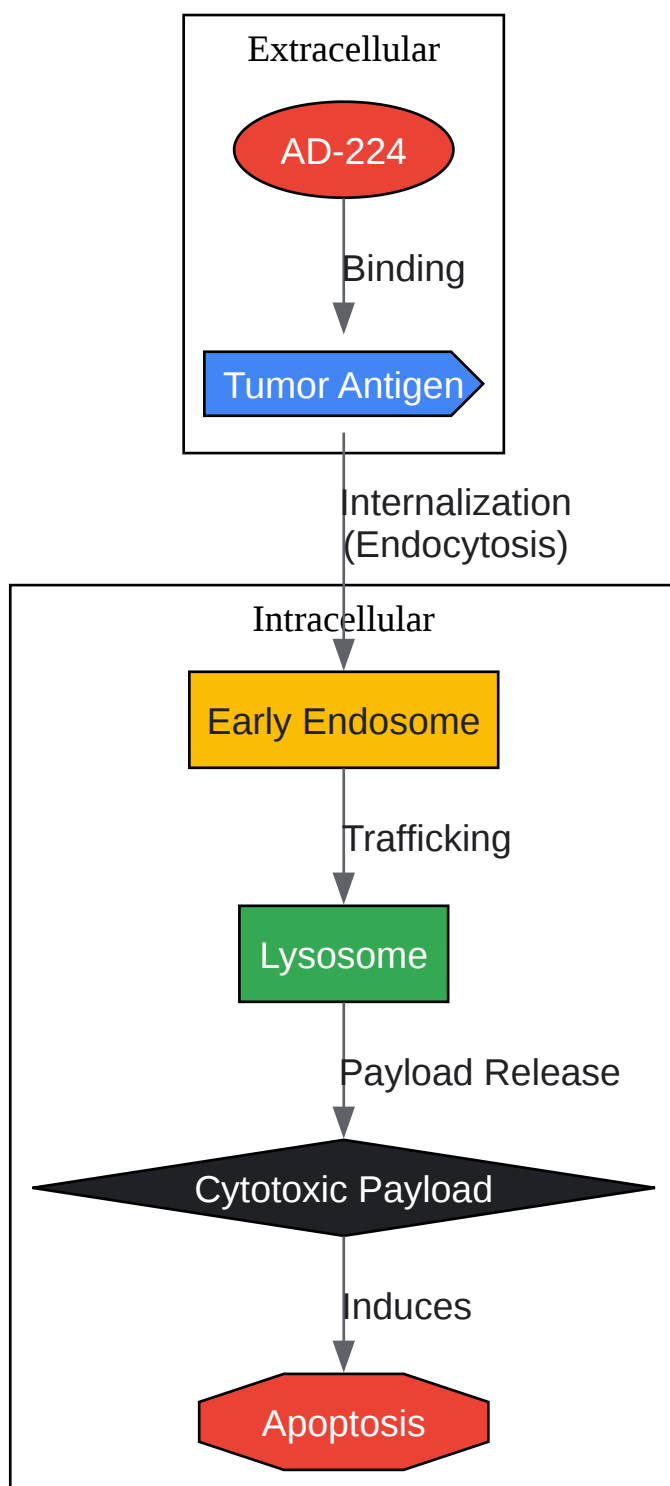 Extracellular
AD-224
Binding
Tumor Antigen
Internalization
(Endocytosis)
Intracellular
Early Endosome
Trafficking
Lysosome
Payload Release
Cytotoxic Payload
Induces
Apoptosis